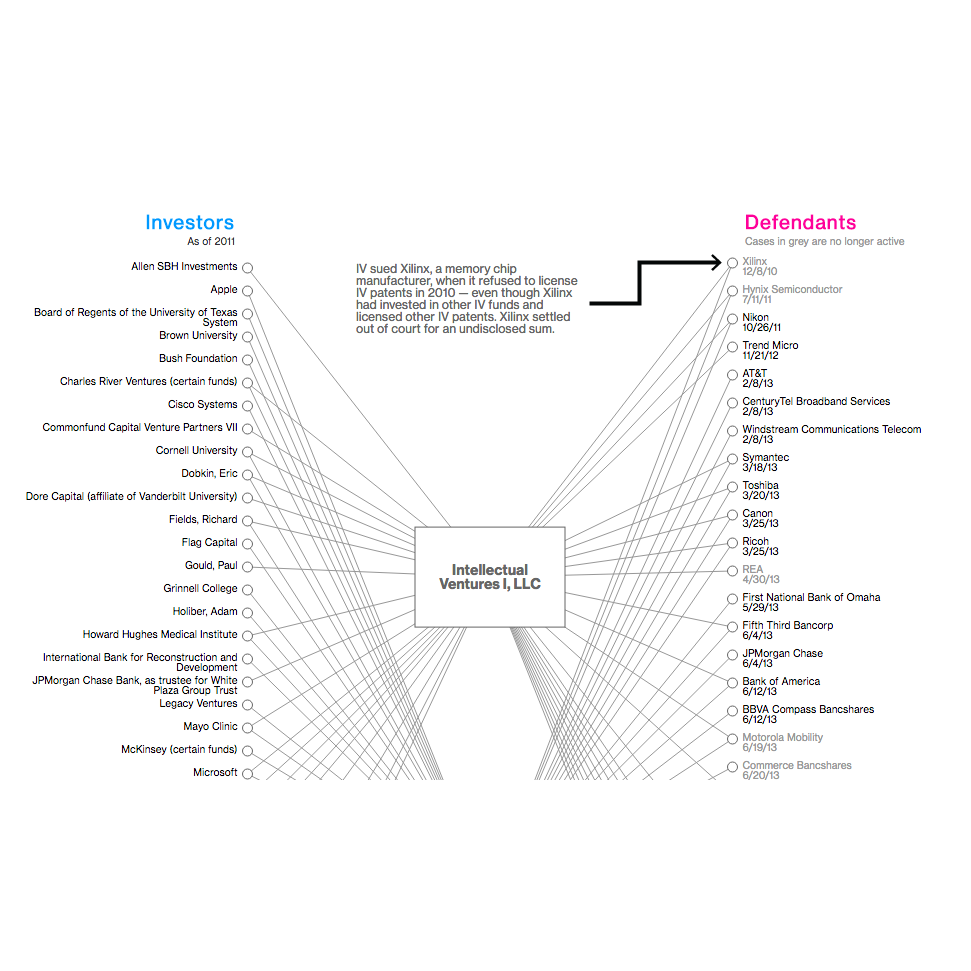 Investors
As of 2011
Allen SBH Investments
Apple
Board of Regents of the University of Texas
System
Brown University
Bush Foundation
Charles River Ventures (certain funds)
Cisco Systems
Commonfund Capital Venture Partners VII
Cornell University
Dobkin, Eric
Dore Capital (affiliate of Vanderbilt University)
Fields, Richard
Flag Capital
Gould, Paul
Grinnell College
Holiber, Adam
Howard Hughes Medical Institute
International Bank for Reconstruction and
Development
JPMorgan Chase Bank, as trustee for White
Plaza Group Trust
Legacy Ventures
Mayo Clinic
McKinsey (certain funds)
Microsoft
IV sued Xilinx, a memory chip
manufacturer, when it refused to license
IV patents in 2010 — even though Xilinx
had invested in other IV funds and
licensed other IV patents. Xilinx settled
out of court for an undisclosed sum.
Intellectual
Ventures I, LLC
Defendants
Cases in grey are no longer active
Xilinx
12/8/10
Hynix Semiconductor
7/11/11
Nikon
10/26/11
Trend Micro
11/21/12
AT&T
2/8/13
CenturyTel Broadband Services
2/8/13
Windstream Communications Telecom
2/8/13
Symantec
3/18/13
Toshiba
3/20/13
Canon
3/25/13
Ricoh
3/25/13
REA
4/30/13
First National Bank of Omaha
5/29/13
Fifth Third Bancorp
6/4/13
JPMorgan Chase
6/4/13
Bank of America
6/12/13
BBVA Compass Bancshares
6/12/13
Motorola Mobility
6/19/13
Commerce Bancshares
6/20/13